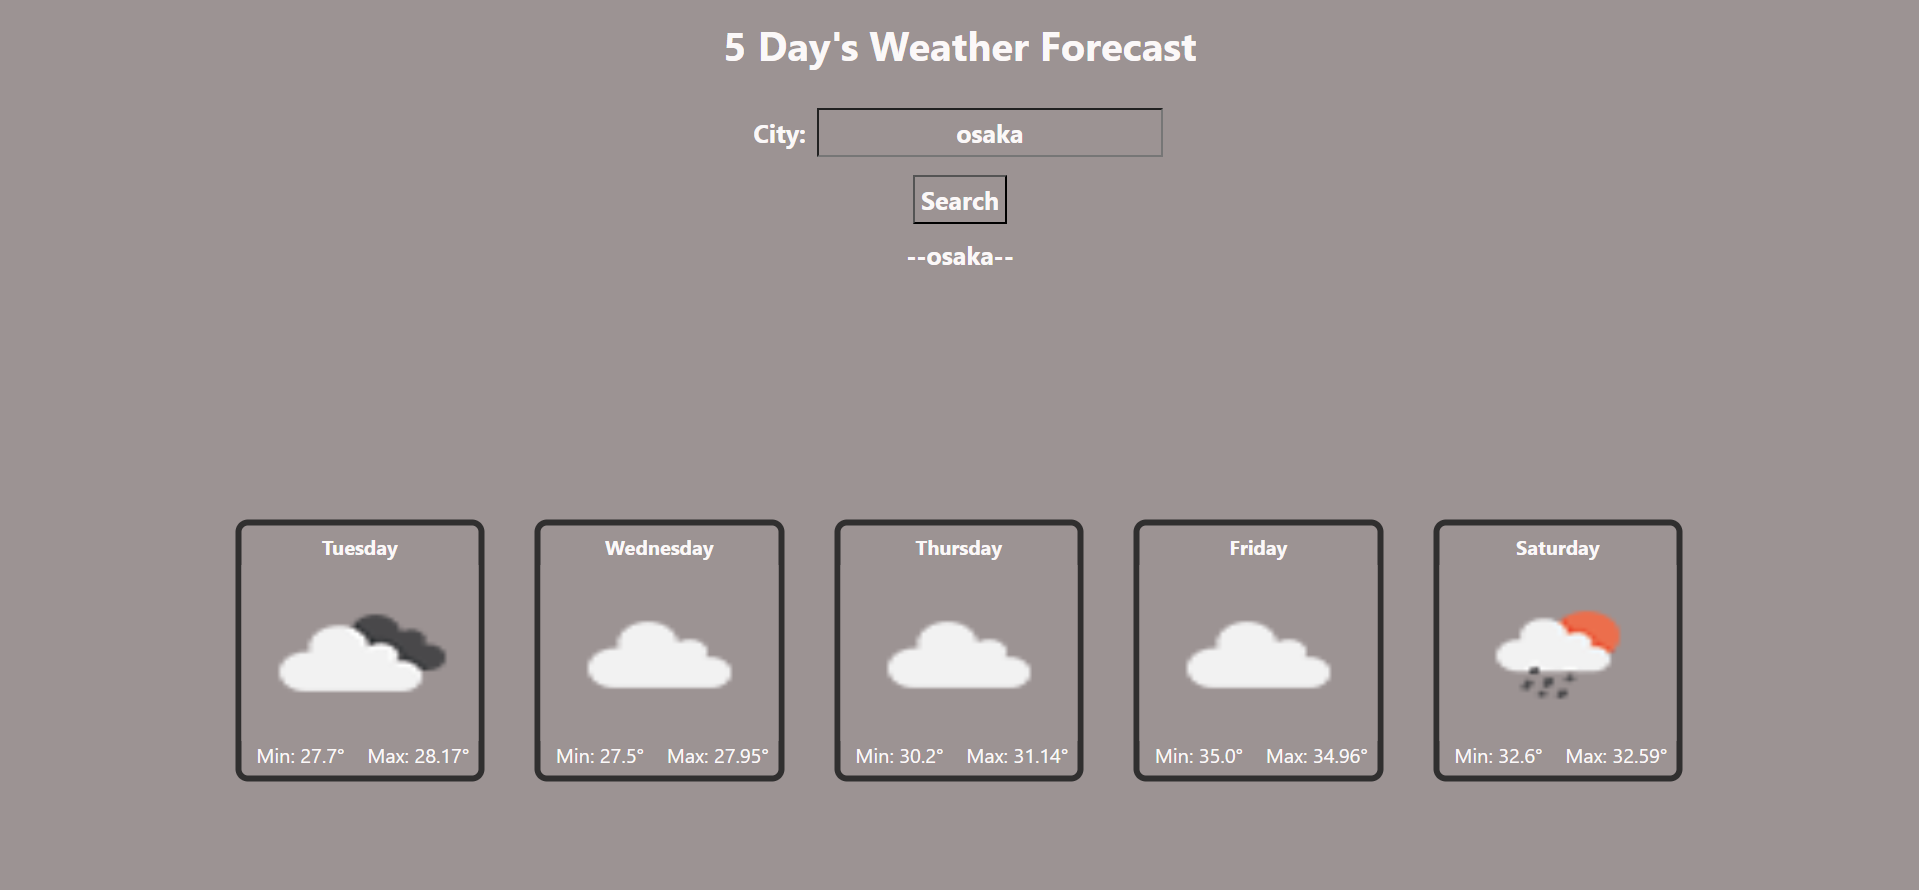 5 Day's Weather Forecast
City: osaka
Search
--osaka--
Tuesday
Min: 27.7° Max: 28.17°
Wednesday
Min: 27.5° Max: 27.95°
Thursday
Min: 30.2° Max: 31.14°
Friday
Min: 35.0° Max: 34.96°
Saturday
Min: 32.6° Max: 32.59°